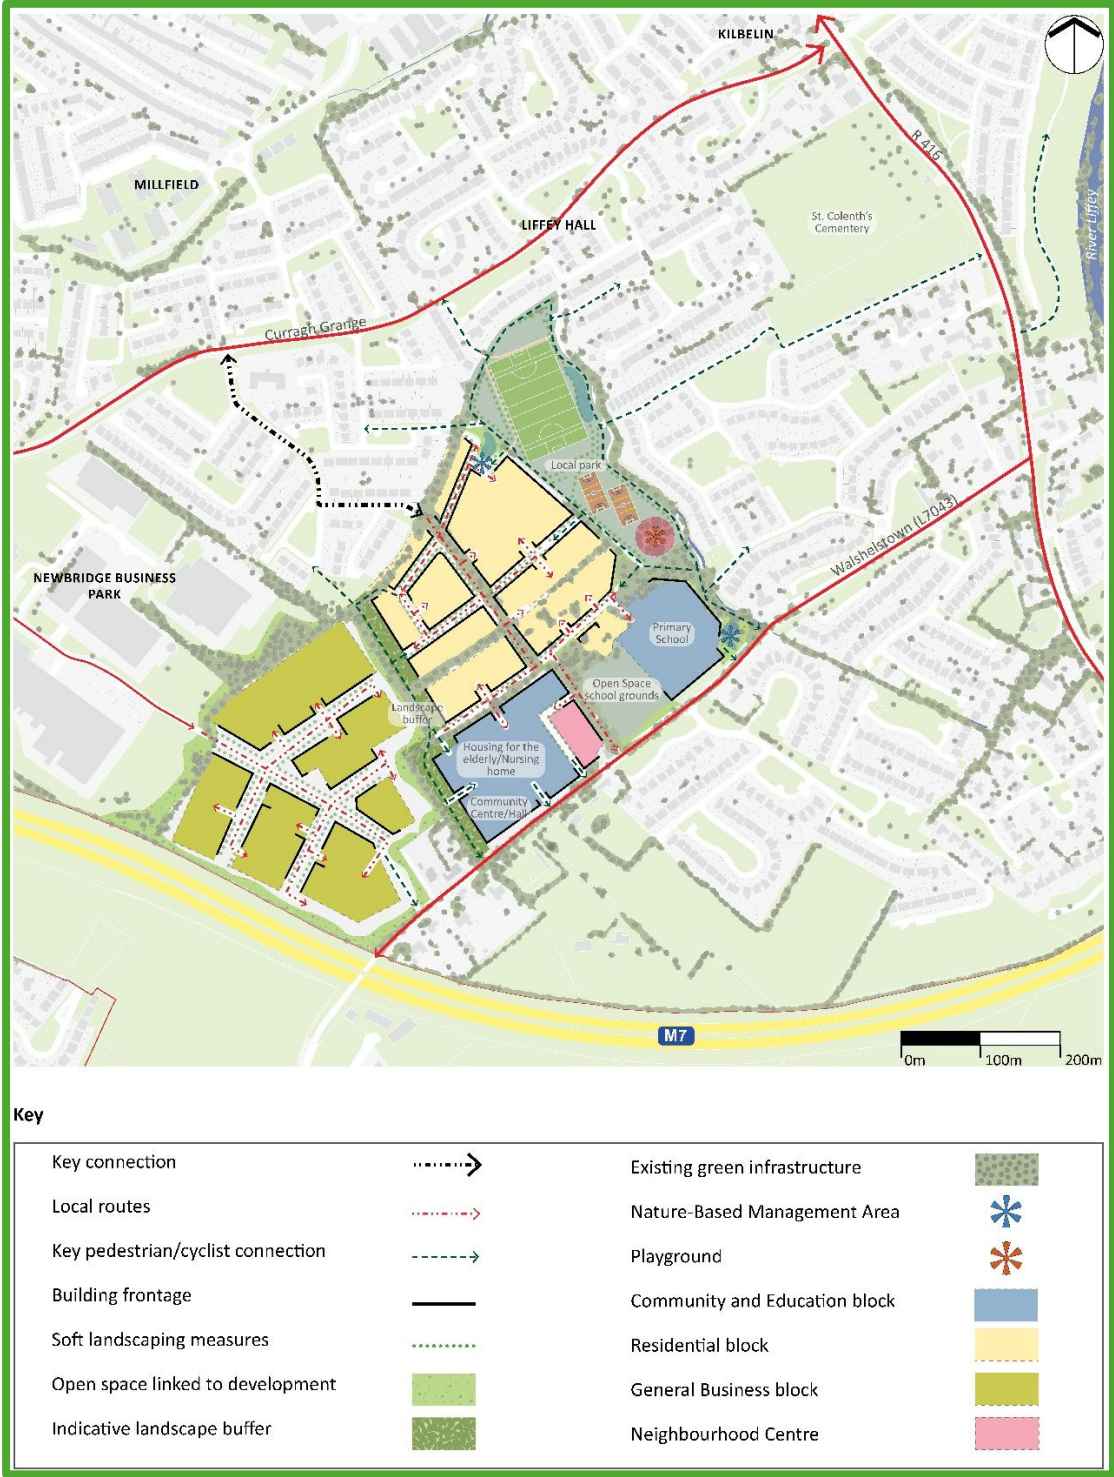 KILBELIN
R 416
River Liffey
MILLFIELD
St. Colenth's
Cementery
LIFFEY HALL
Curragh Grange
Local park
Walshelstown (L7043)
NEWBRIDGE BUSINESS
PARK
Primary
School
Open Space
school grounds
Landscape
buffer
Housing for the
elderly/Nursing
home
Community
Centre/Hall
M7
0m
100m
200m
Key
Key connection
Local routes
Key pedestrian/cyclist connection
Building frontage
Soft landscaping measures
Open space linked to development
Indicative landscape buffer
Existing green infrastructure
Nature-Based Management Area
Playground
Community and Education block
Residential block
General Business block
Neighbourhood Centre